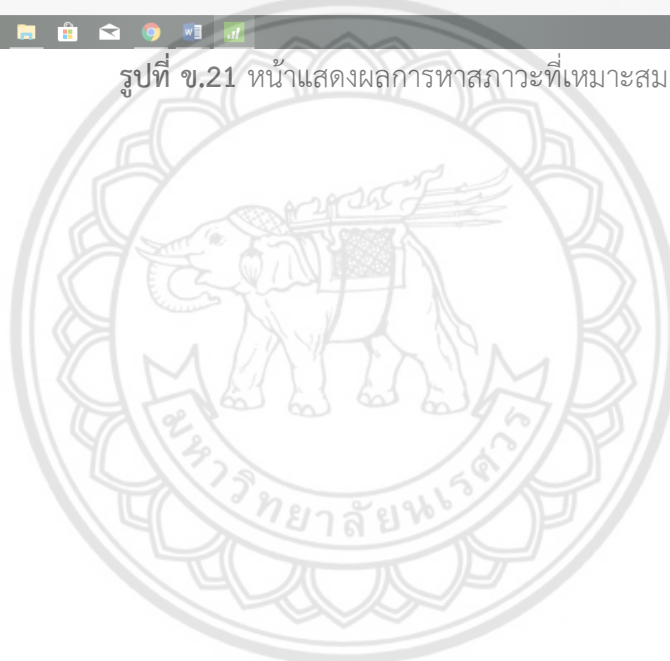 รูปที่ ข.21 หน้าแสดงผลการหาสภาวะที่เหมาะสม
มหาวิทยาลัยนเรศวร